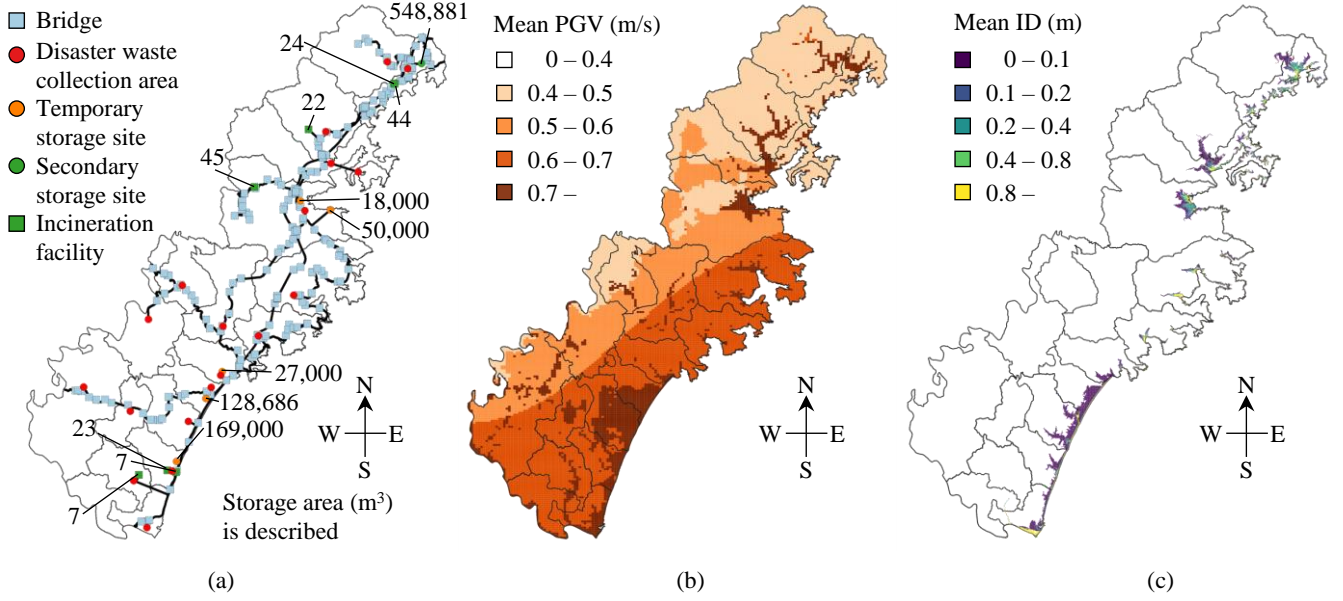 Bridge
Disaster waste
collection area
Temporary
storage site
Secondary
storage site
Incineration
facility
548,881
24
44
22
45
18,000
50,000
27,000
128,686
169,000
23
7
7
N
W E
S
Storage area (m³)
is described
(a)
Mean PGV (m/s)
0 – 0.4
0.4 – 0.5
0.5 – 0.6
0.6 – 0.7
0.7 –
N
W E
S
(b)
Mean ID (m)
0 – 0.1
0.1 – 0.2
0.2 – 0.4
0.4 – 0.8
0.8 –
N
W E
S
(c)